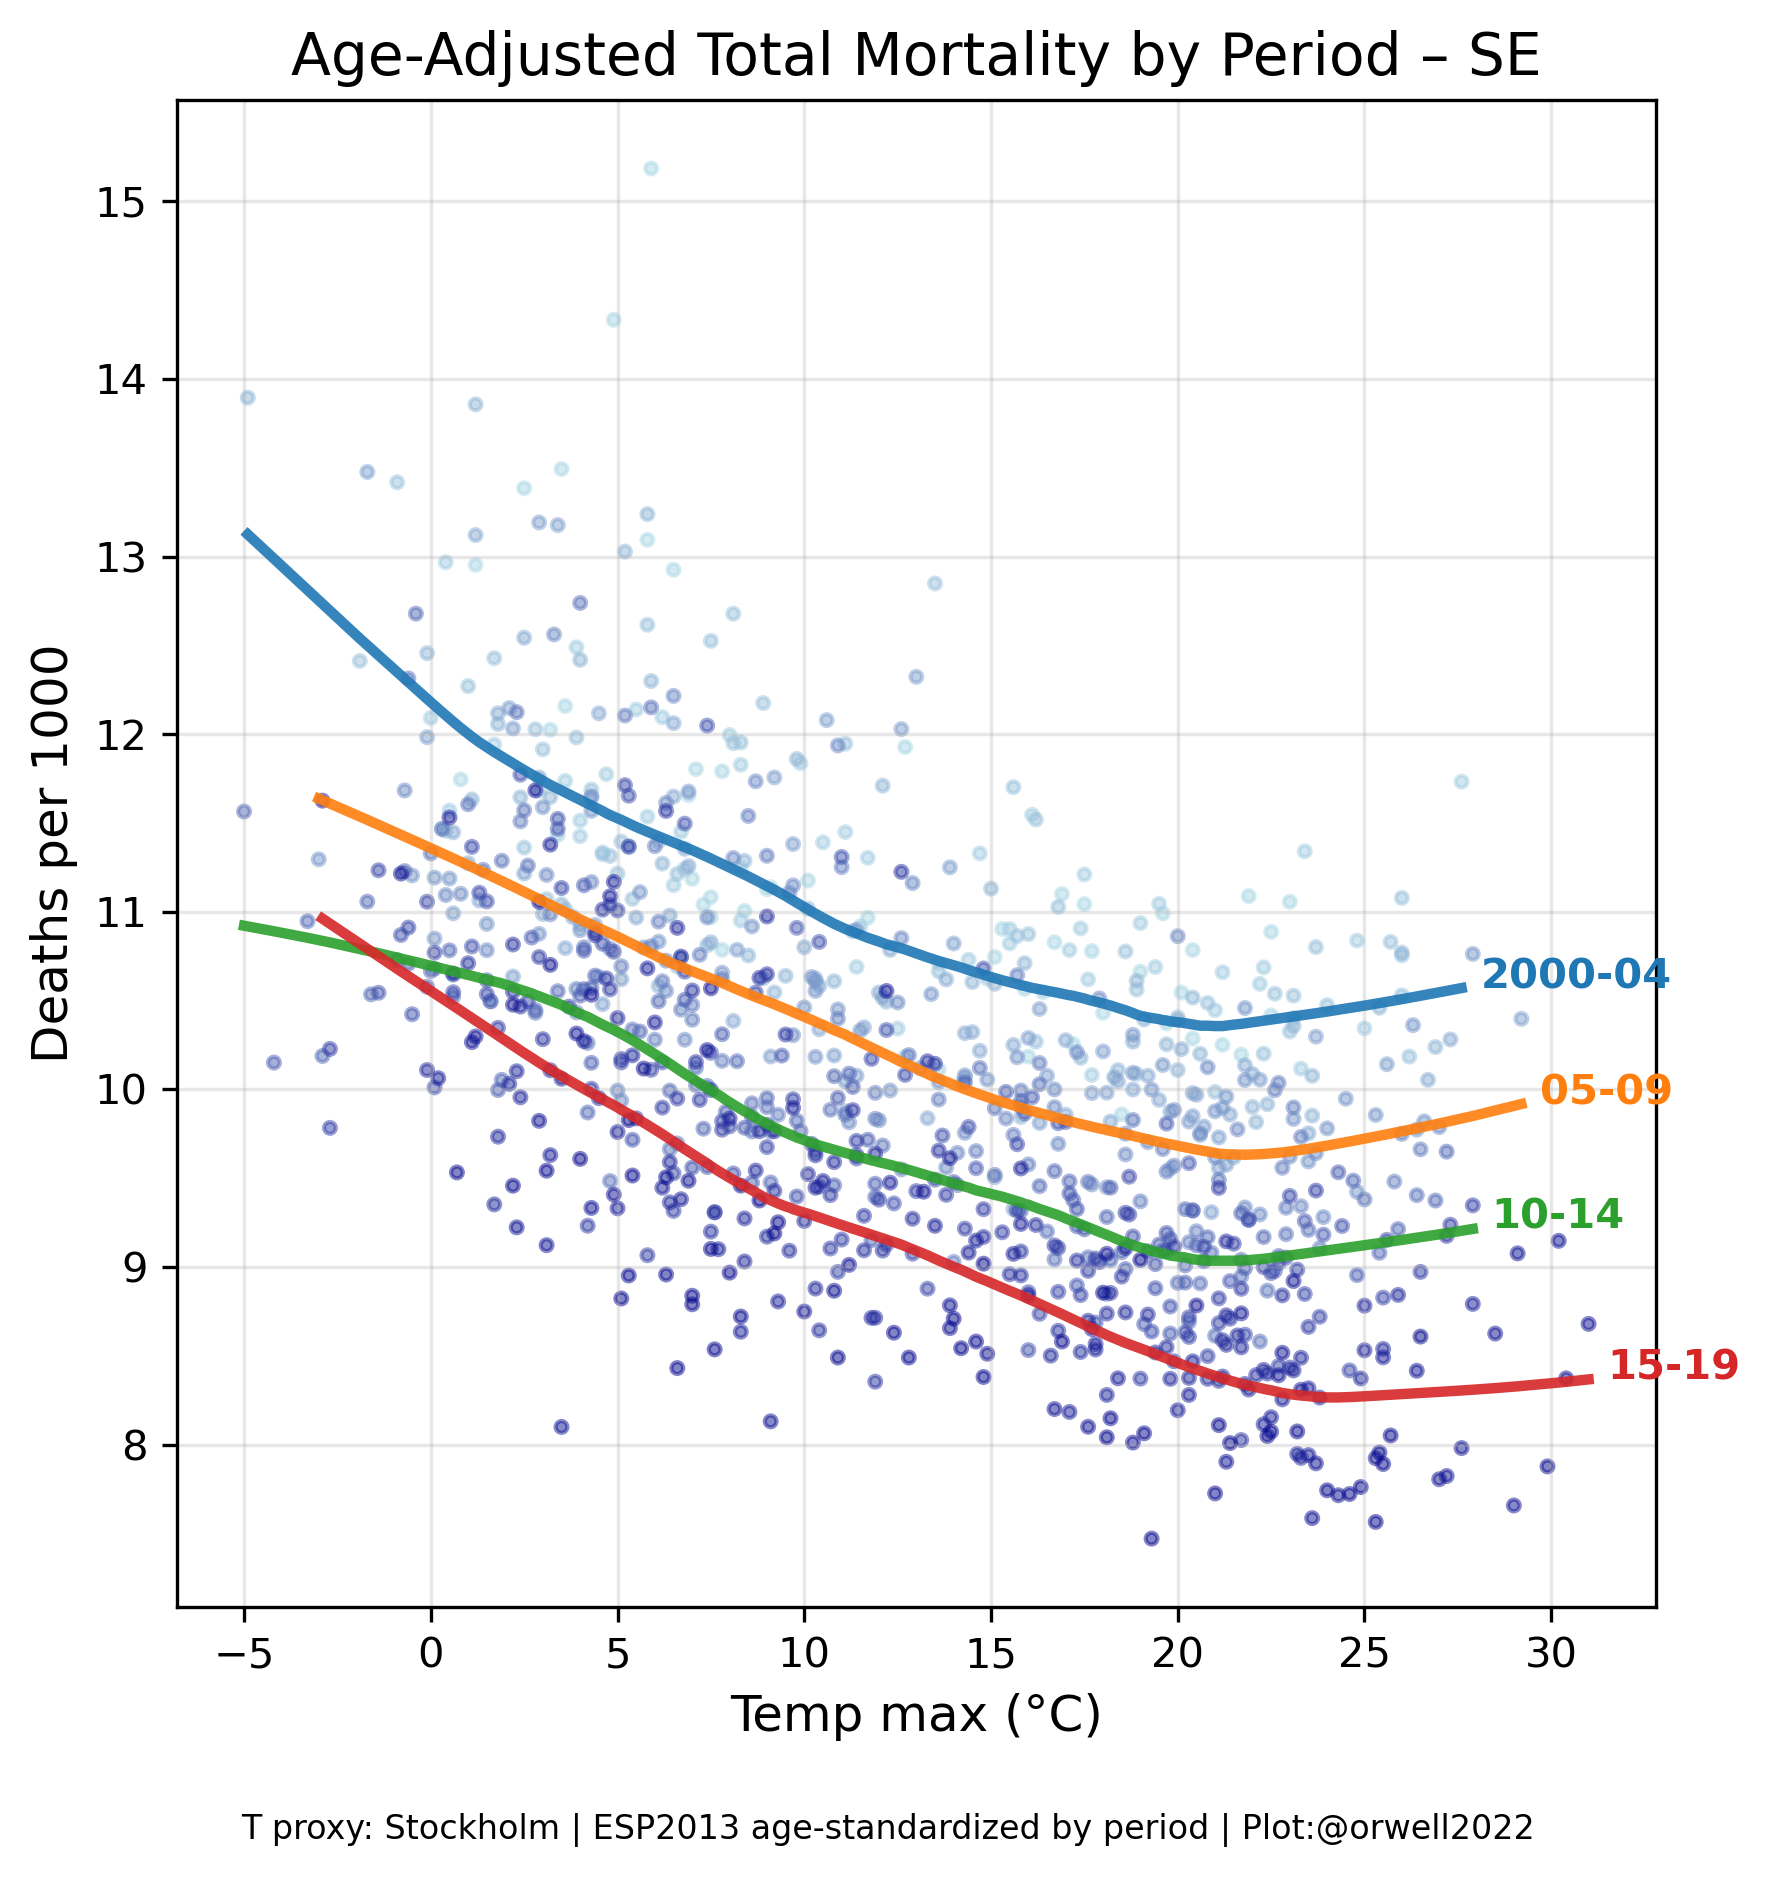 Age-Adjusted Total Mortality by Period – SE
Deaths per 1000
15
14
13
12
11
10
9
8
2000-04
05-09
10-14
15-19
−5 0 5 10 15 20 25 30
Temp max (°C)
T proxy: Stockholm | ESP2013 age-standardized by period | Plot:@orwell2022